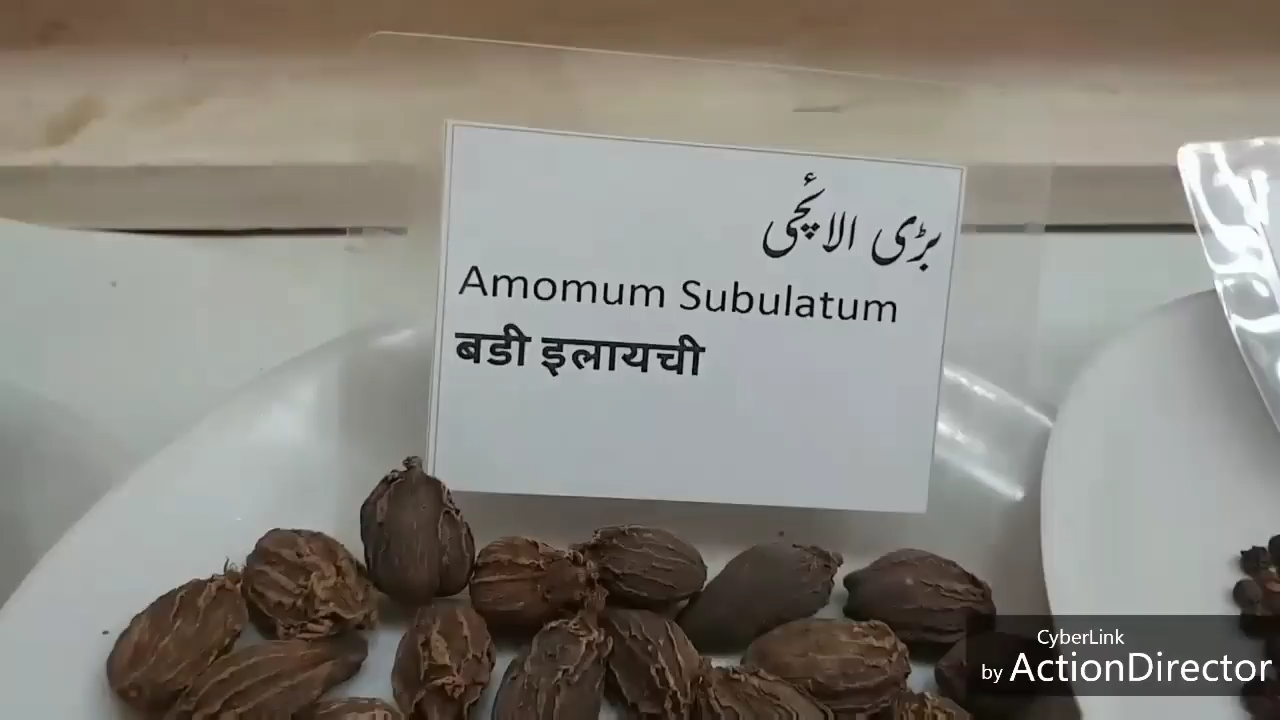 بڑی الائچی
Amomum Subulatum
बडी इलायची
CyberLink
by ActionDirector